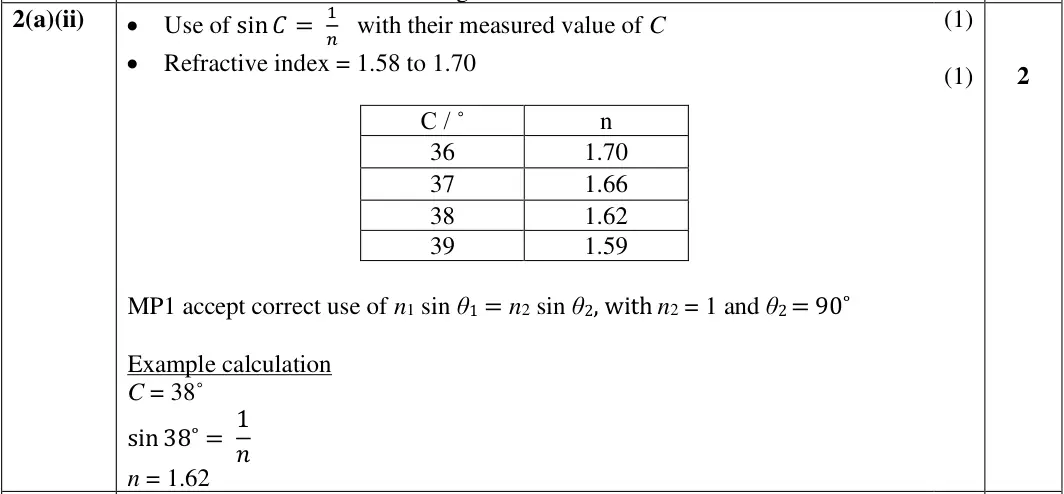 2(a)(ii)
• Use of sin C = 1/n with their measured value of C (1)
• Refractive index = 1.58 to 1.70
(1) 2
C / ° n
36 1.70
37 1.66
38 1.62
39 1.59
MP1 accept correct use of n1 sin θ1 = n2 sin θ2, with n2 = 1 and θ2 = 90°
Example calculation
C = 38°
sin 38° = 1/n
n = 1.62